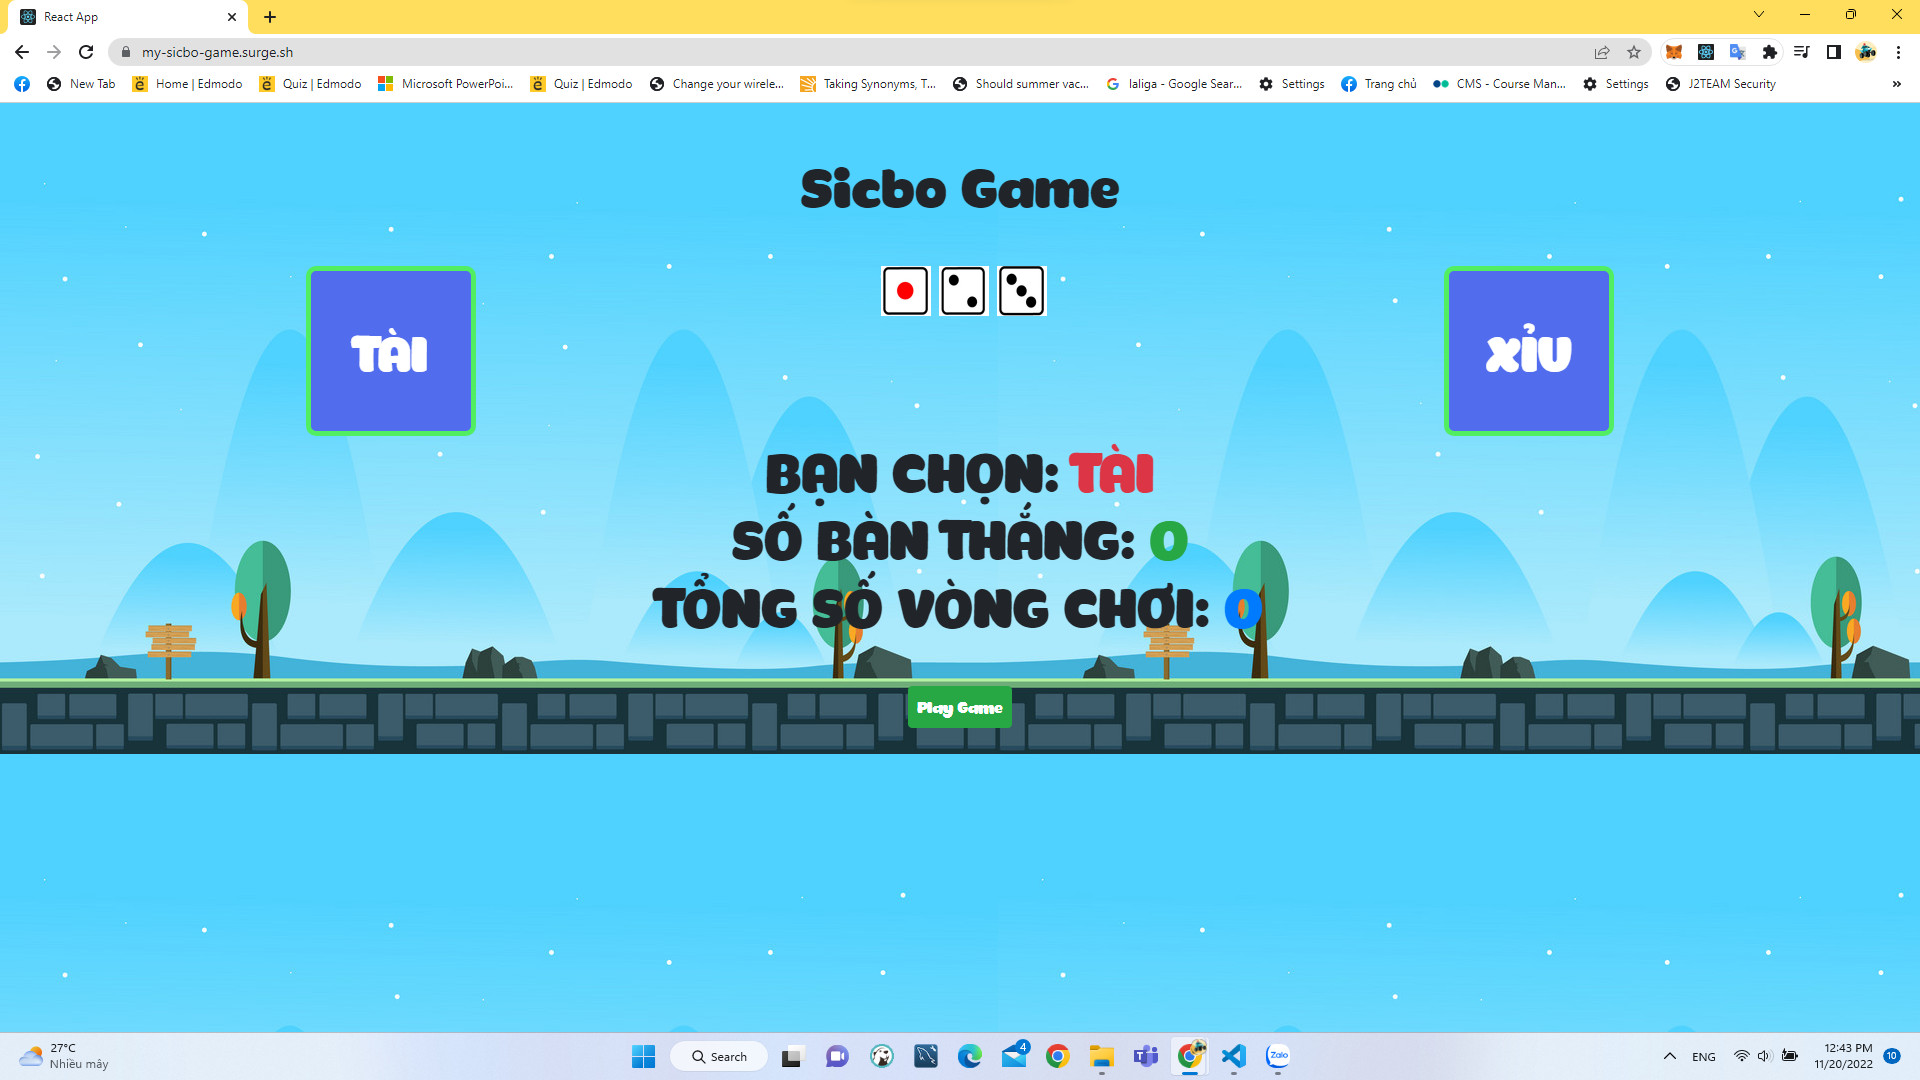 React App
my-sicbo-game.surge.sh
New Tab
Home | Edmodo
Quiz | Edmodo
Microsoft PowerPoi...
Quiz | Edmodo
Change your wirele...
Taking Synonyms, T...
Should summer vac...
laliga - Google Sear...
Settings
Trang chủ
CMS - Course Man...
Settings
J2TEAM Security
»
Sicbo Game
TÀI
XỈU
BẠN CHỌN: TÀI
SỐ BÀN THẮNG: 0
TỔNG SỐ VÒNG CHƠI: 0
Play Game
27°C
Nhiều mây
Search
4
Zalo
ENG
12:43 PM
11/20/2022
10